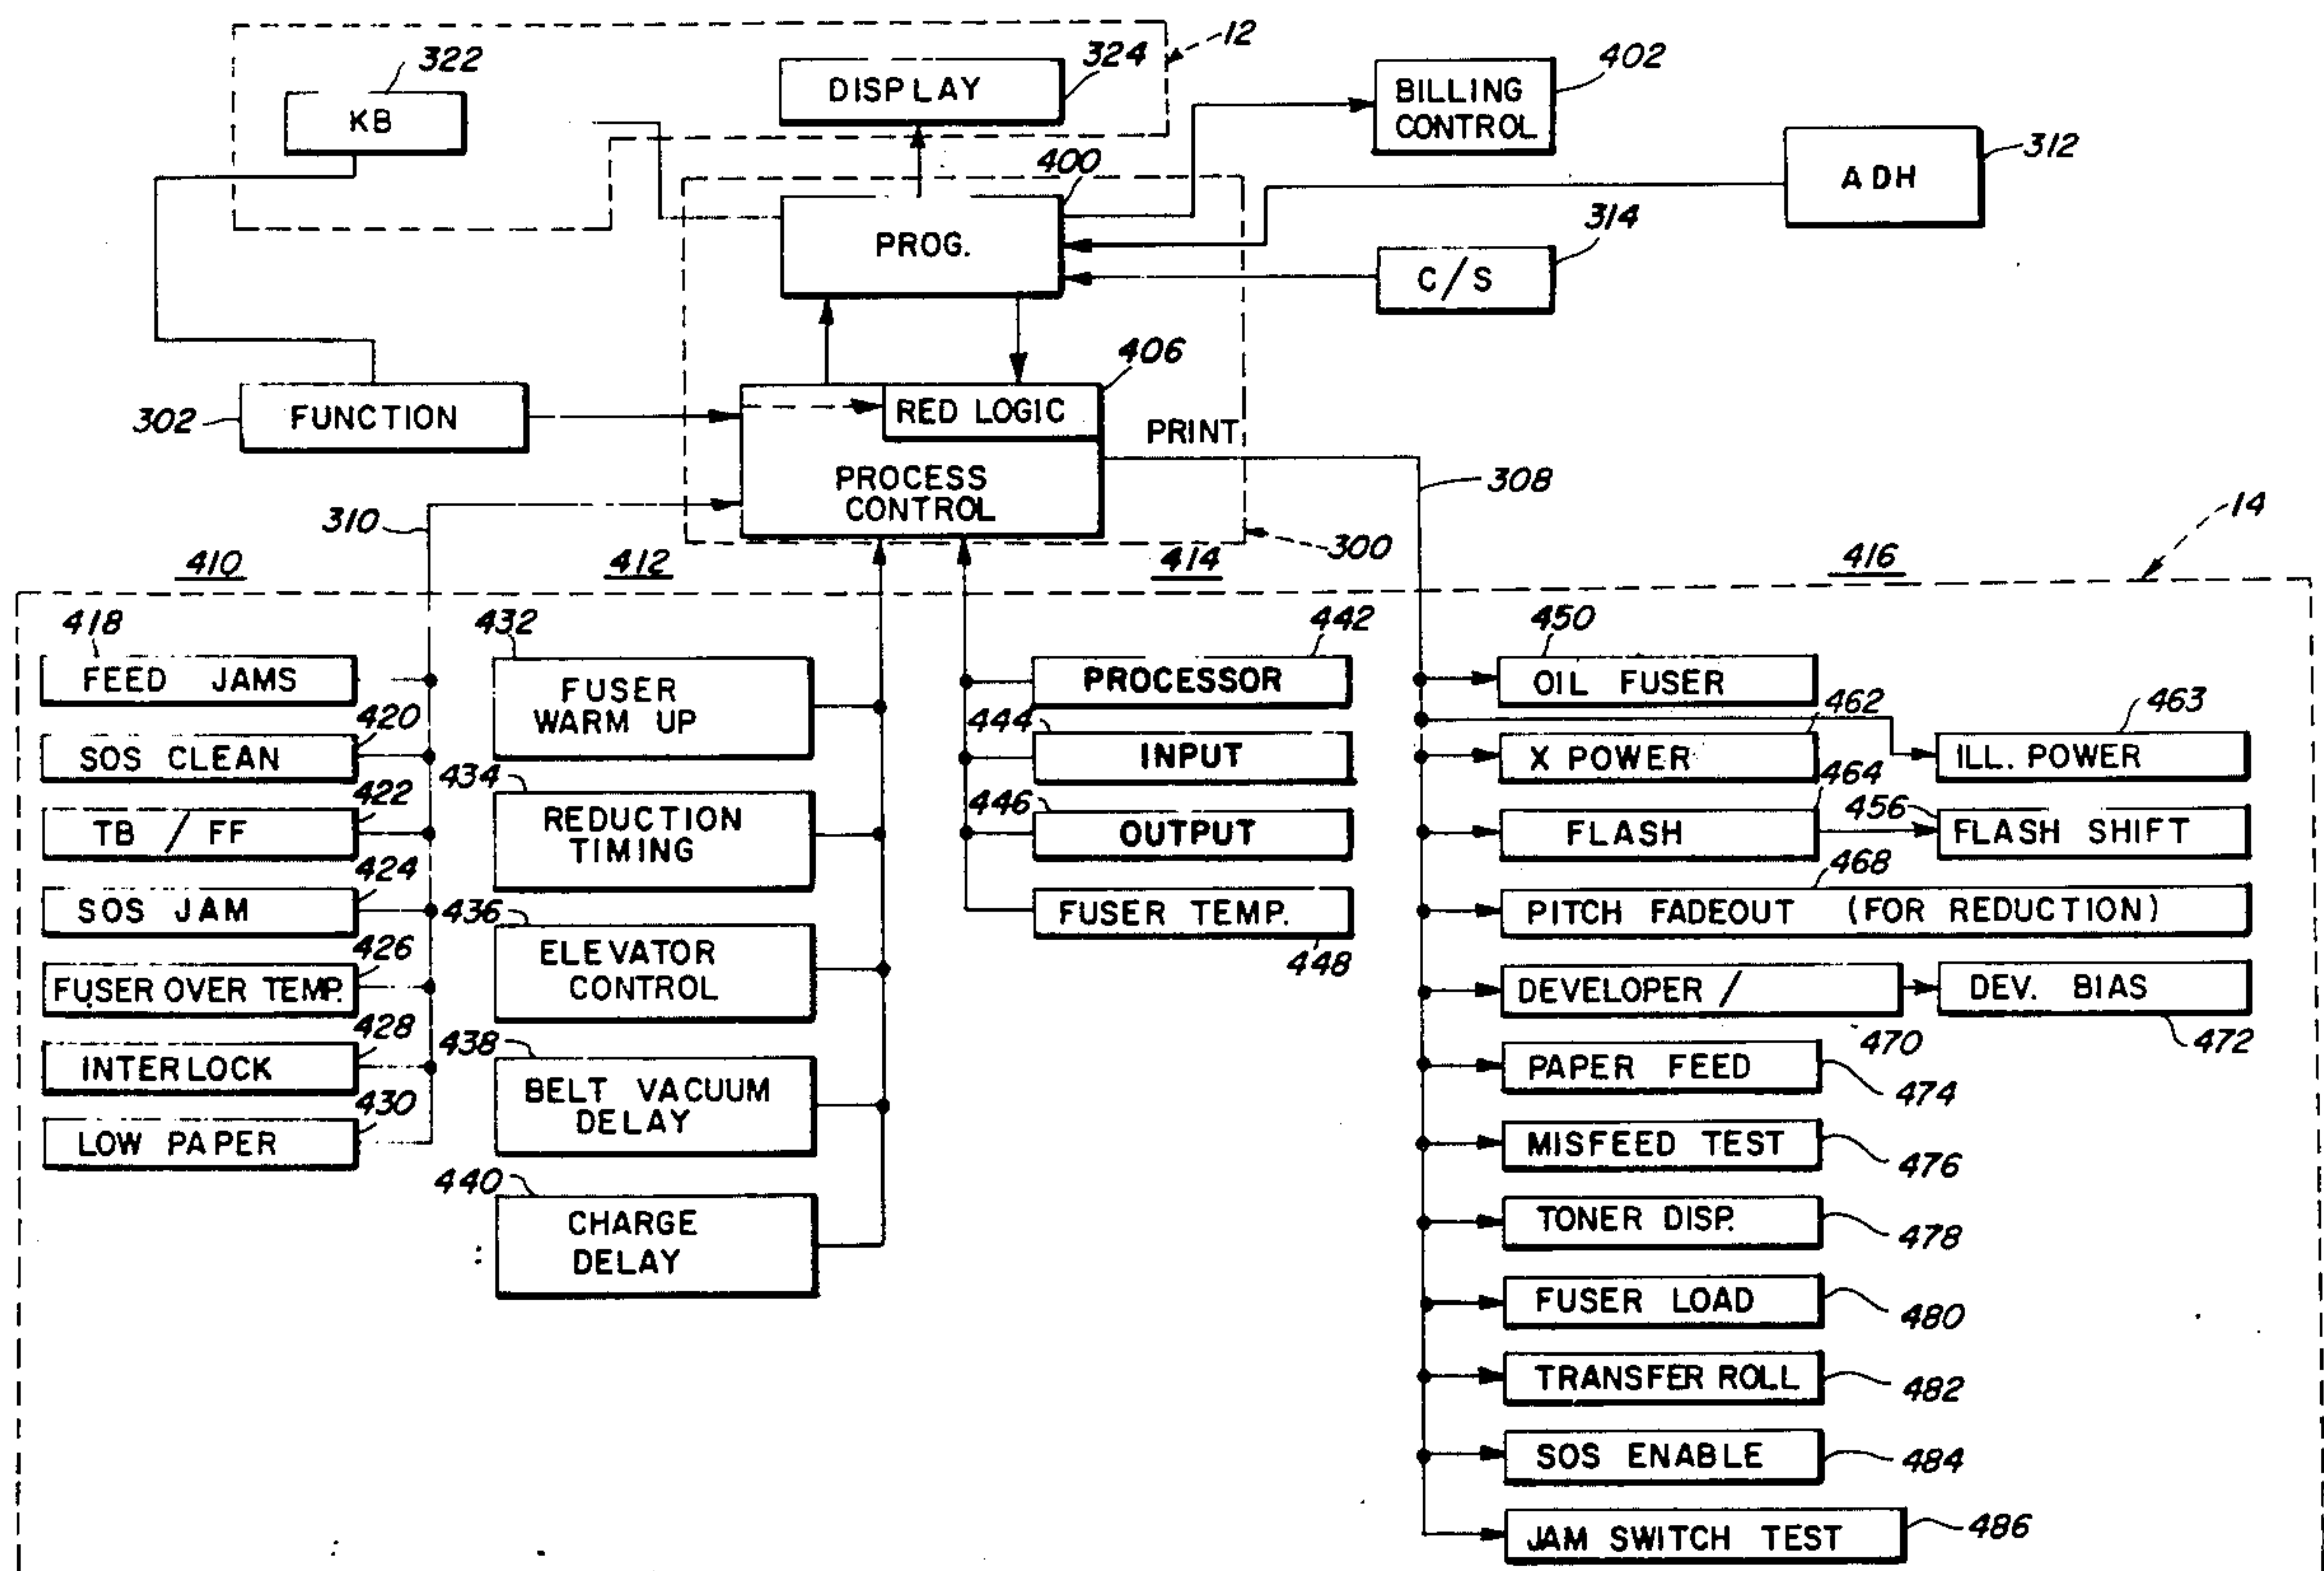 12
322
324
402
KB
DISPLAY
BILLING
CONTROL
400
312
ADH
314
PROG.
C/S
406
302
FUNCTION
RED LOGIC
PRINT
PROCESS
CONTROL
308
310
14
300
410
412
414
416
418
FEED JAMS
420
SOS CLEAN
422
TB / FF
424
SOS JAM
426
FUSER OVER TEMP.
428
INTERLOCK
430
LOW PAPER
432
FUSER
WARM UP
434
REDUCTION
TIMING
436
ELEVATOR
CONTROL
438
BELT VACUUM
DELAY
440
CHARGE
DELAY
442
PROCESSOR
444
INPUT
446
OUTPUT
FUSER TEMP.
448
450
OIL FUSER
462
463
X POWER
ILL. POWER
464
456
FLASH
FLASH SHIFT
468
PITCH FADEOUT (FOR REDUCTION)
DEVELOPER /
DEV. BIAS
470
472
PAPER FEED
474
MISFEED TEST
476
TONER DISP.
478
FUSER LOAD
480
TRANSFER ROLL
482
SOS ENABLE
484
JAM SWITCH TEST
486